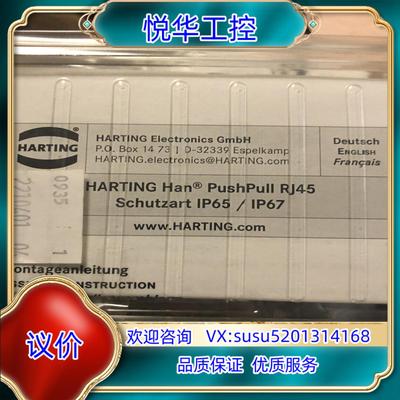 悦华工控
HARTING
HARTING Electronics GmbH
P.O. Box 14 73 | D-32339 Espelkamp
HARTING.electronics@HARTING.com
Deutsch
English
Français
0935
1
HARTING Han® PushPull RJ45
Schutzart IP65 / IP67
www.HARTING.com
ontageanleitung
议价
欢迎咨询 VX:susu5201314168
品质保证 优质服务